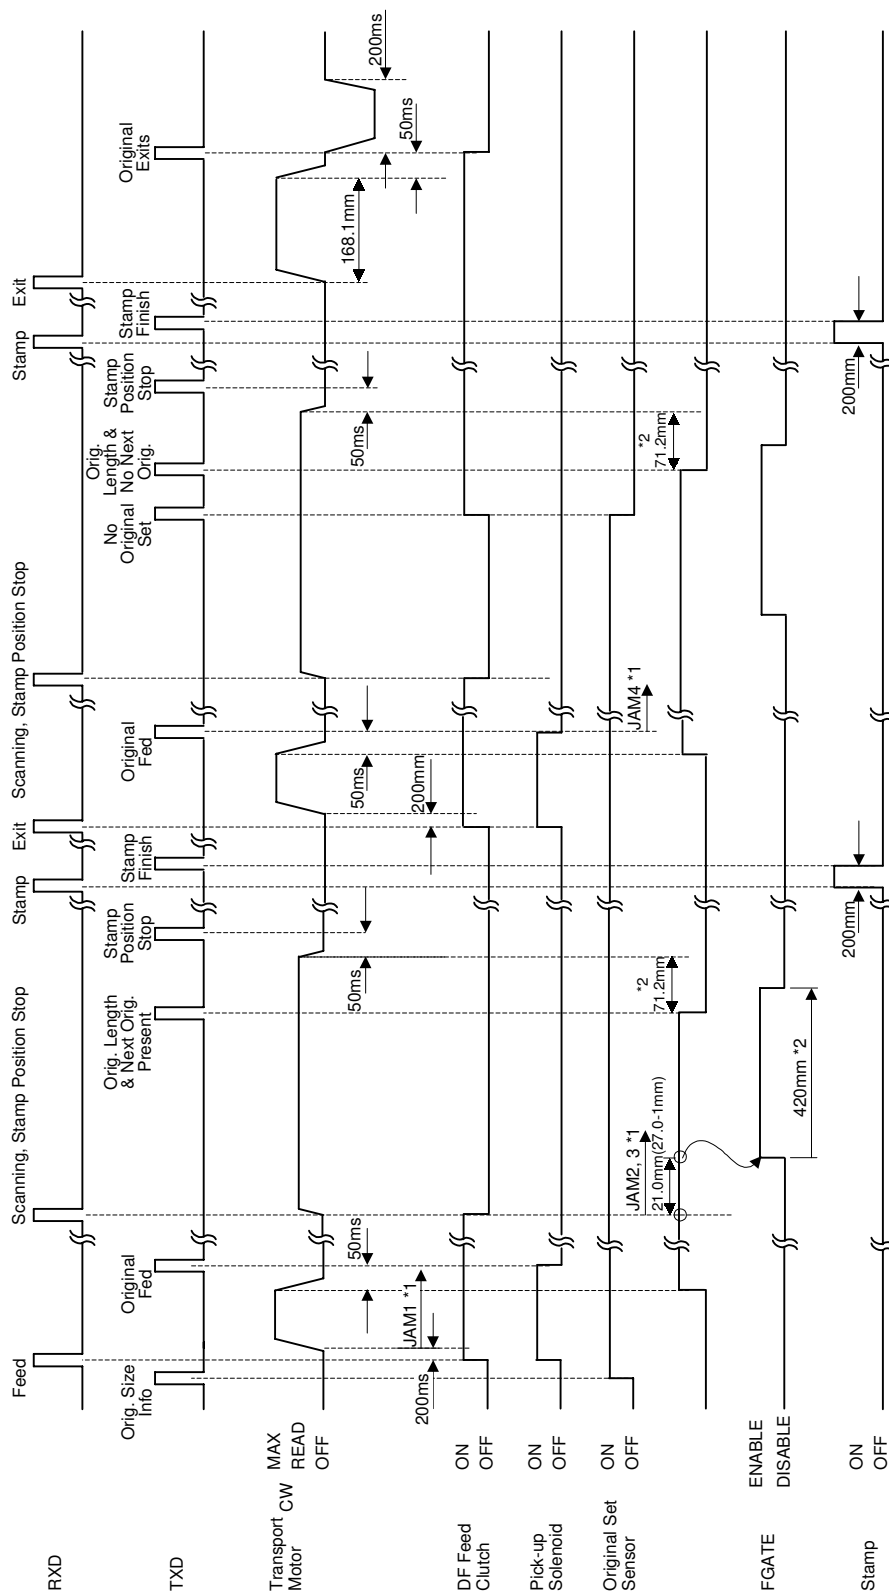 RXD
Feed
Scanning, Stamp Position Stop
Stamp
Exit
Scanning, Stamp Position Stop
Stamp
Exit
TXD
Orig. Size
Info
Original
Fed
Orig. Length
& Next Orig.
Present
Stamp
Position
Stop
Stamp
Finish
Original
Fed
No
Original
Set
Orig.
Length &
No Next
Orig.
Stamp
Position
Stop
Stamp
Finish
Original
Exits
Transport
Motor
CW
MAX
READ
OFF
50ms
50ms
50ms
50ms
168.1mm
200ms
50ms
JAM1 *1
200ms
200mm
DF Feed
Clutch
ON
OFF
Pick-up
Solenoid
ON
OFF
Original Set
Sensor
ON
OFF
JAM2, 3 *1
21.0mm(27.0-1mm)
*2
71.2mm
JAM4 *1
*2
71.2mm
FGATE
ENABLE
DISABLE
420mm *2
Stamp
ON
OFF
200mm
200mm